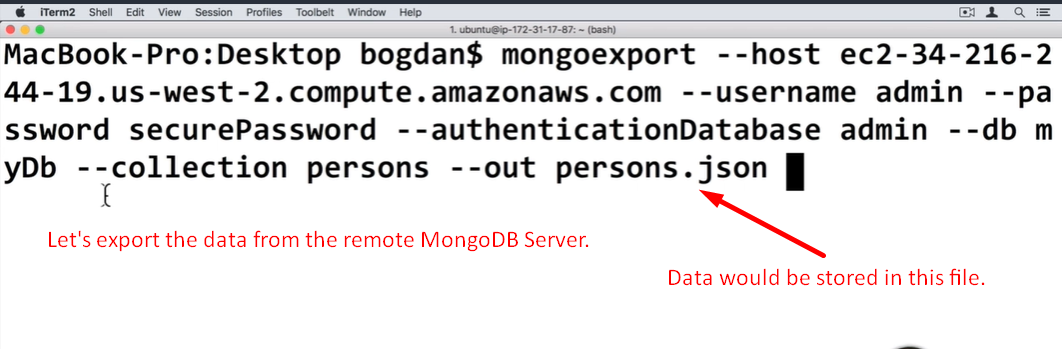 iTerm2 Shell Edit View Session Profiles Toolbelt Window Help
1. ubuntu@ip-172-31-17-87: ~ (bash)
MacBook-Pro:Desktop bogdan$ mongoexport --host ec2-34-216-2
44-19.us-west-2.compute.amazonaws.com --username admin --pa
ssword securePassword --authenticationDatabase admin --db m
yDb --collection persons --out persons.json
Let's export the data from the remote MongoDB Server.
Data would be stored in this file.